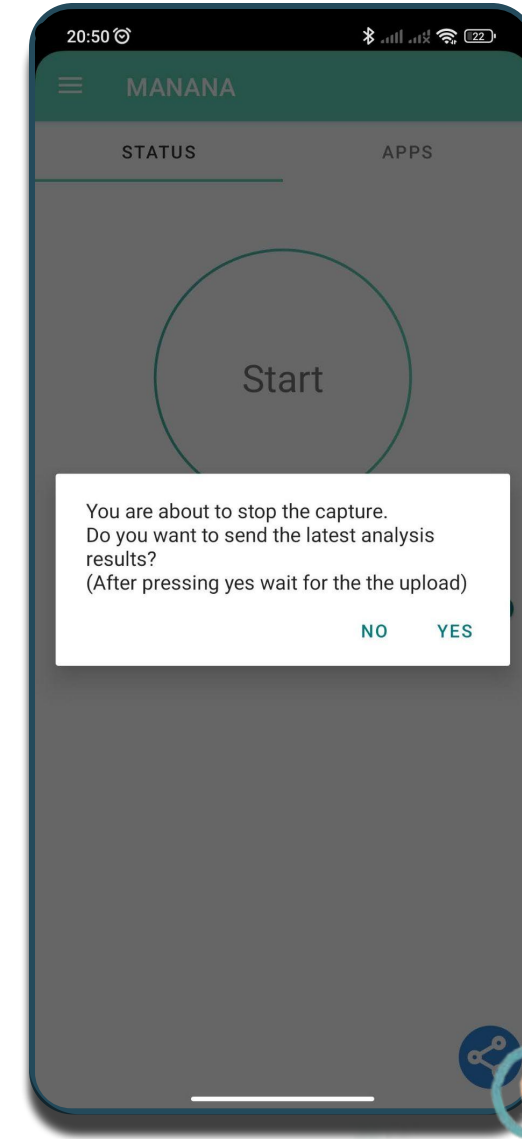 20:50
22
MANANA
STATUS
APPS
Start
You are about to stop the capture.
Do you want to send the latest analysis
results?
(After pressing yes wait for the the upload)
NO
YES